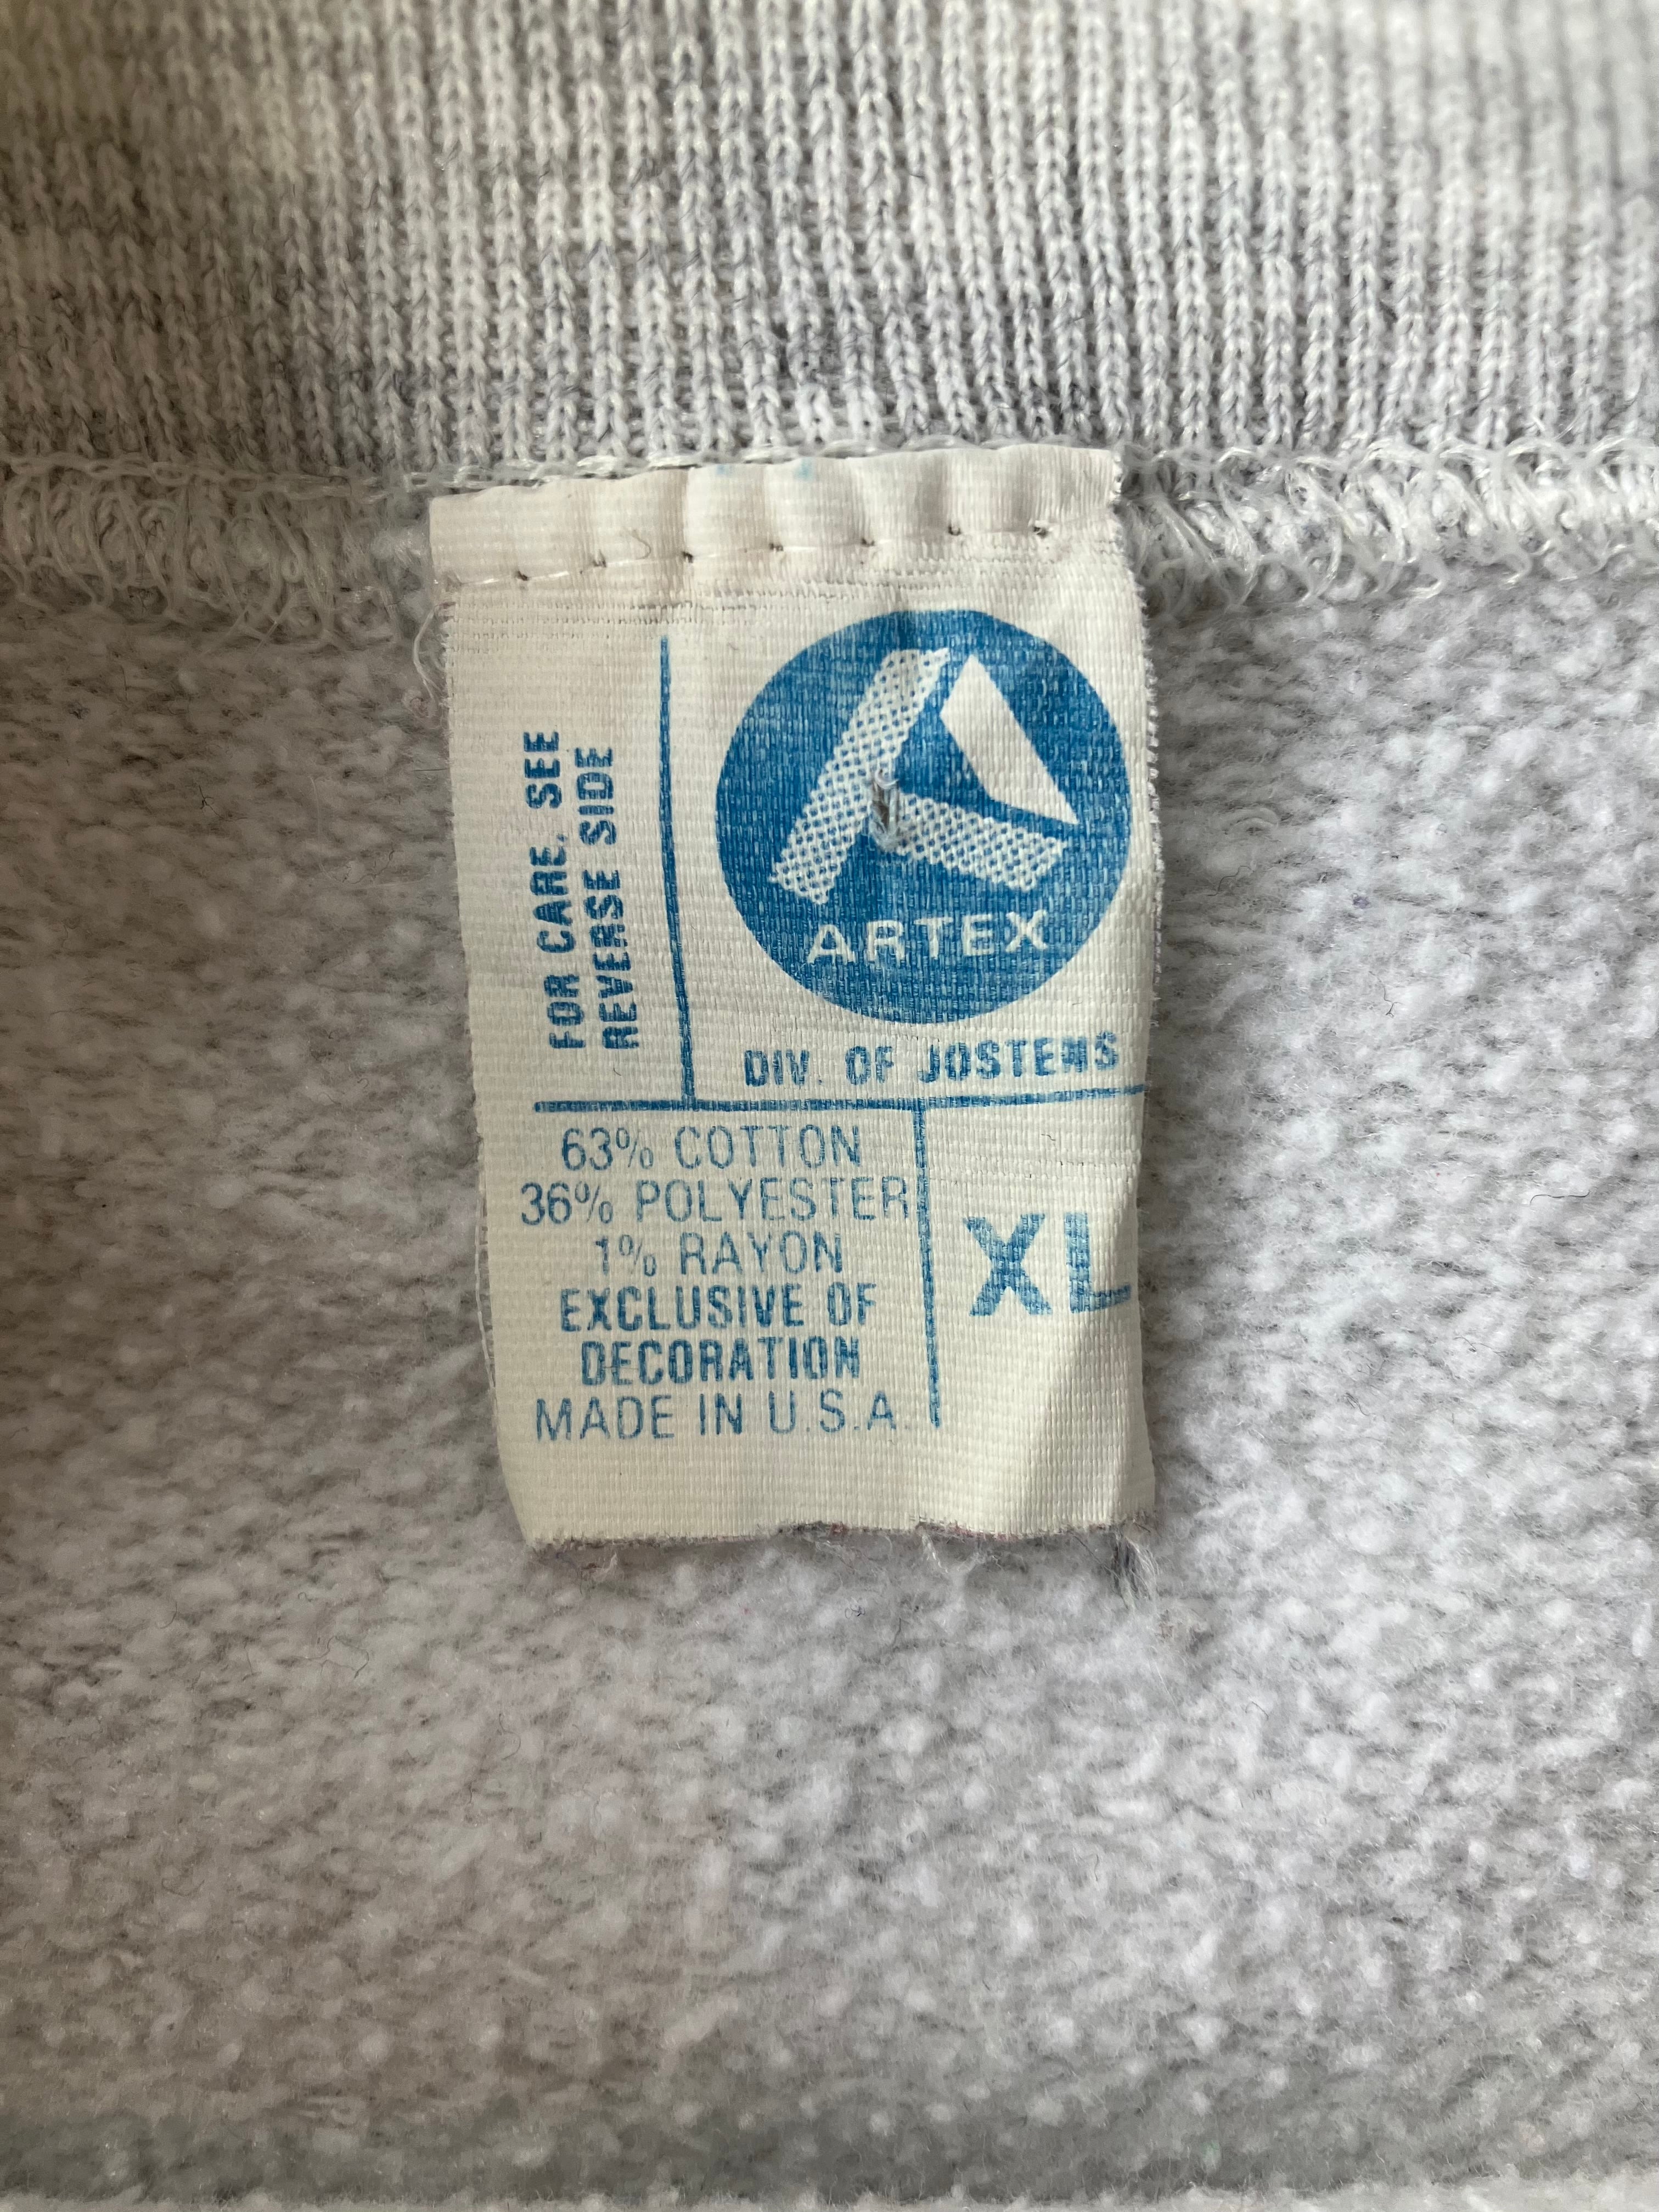 FOR CARE, SEE
REVERSE SIDE
ARTEX
DIV. OF JOSTENS
63% COTTON
36% POLYESTER
1% RAYON
EXCLUSIVE OF
DECORATION
MADE IN U.S.A.
XL